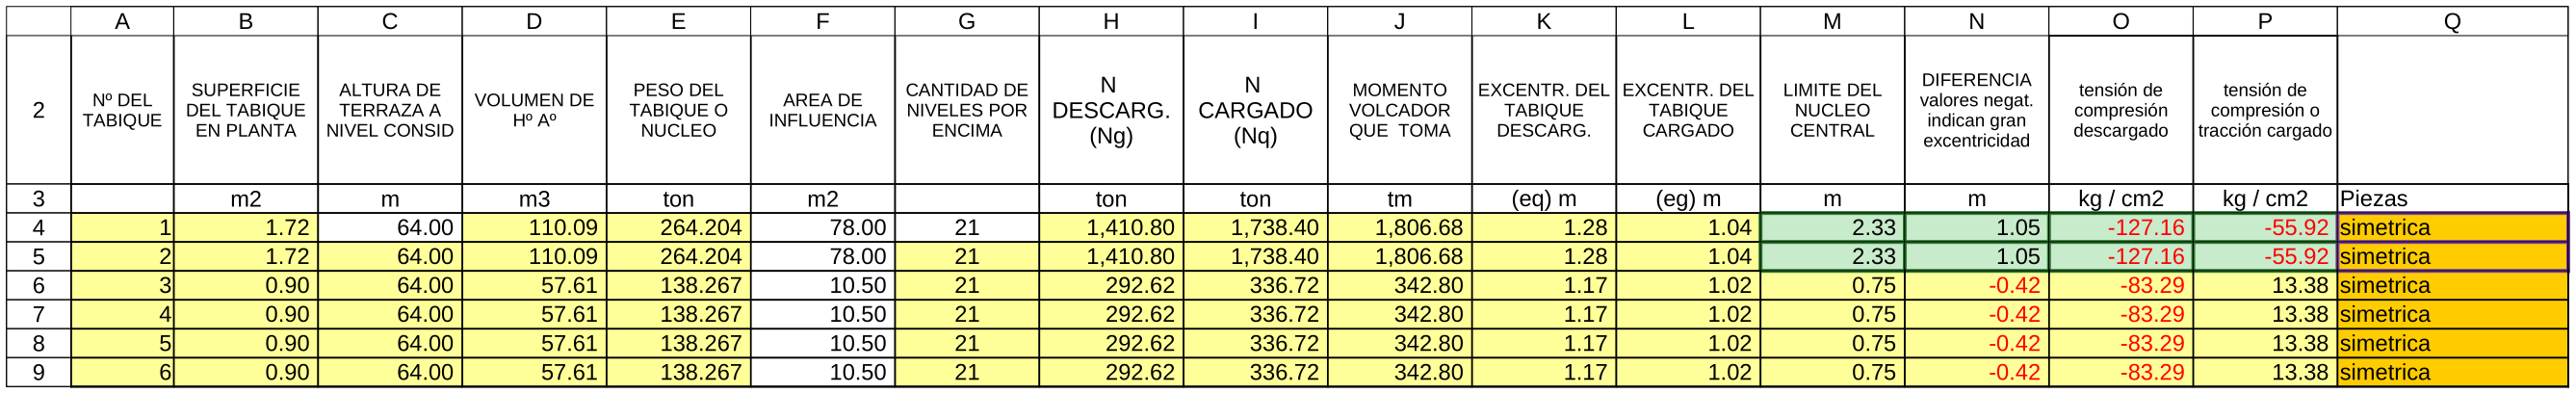 A B C D E F G H I J K L M N O P Q
2 Nº DEL TABIQUE SUPERFICIE DEL TABIQUE EN PLANTA ALTURA DE TERRAZA A NIVEL CONSID VOLUMEN DE Hº Aº PESO DEL TABIQUE O NUCLEO AREA DE INFLUENCIA CANTIDAD DE NIVELES POR ENCIMA N DESCARG. (Ng) N CARGADO (Nq) MOMENTO VOLCADOR QUE TOMA EXCENTR. DEL TABIQUE DESCARG. EXCENTR. DEL TABIQUE CARGADO LIMITE DEL NUCLEO CENTRAL DIFERENCIA valores negat. indican gran excentricidad tensión de compresión descargado tensión de compresión o tracción cargado
3 m2 m m3 ton m2 ton ton tm (eq) m (eg) m m m kg / cm2 kg / cm2 Piezas
4 1 1.72 64.00 110.09 264.204 78.00 21 1,410.80 1,738.40 1,806.68 1.28 1.04 2.33 1.05 -127.16 -55.92 simetrica
5 2 1.72 64.00 110.09 264.204 78.00 21 1,410.80 1,738.40 1,806.68 1.28 1.04 2.33 1.05 -127.16 -55.92 simetrica
6 3 0.90 64.00 57.61 138.267 10.50 21 292.62 336.72 342.80 1.17 1.02 0.75 -0.42 -83.29 13.38 simetrica
7 4 0.90 64.00 57.61 138.267 10.50 21 292.62 336.72 342.80 1.17 1.02 0.75 -0.42 -83.29 13.38 simetrica
8 5 0.90 64.00 57.61 138.267 10.50 21 292.62 336.72 342.80 1.17 1.02 0.75 -0.42 -83.29 13.38 simetrica
9 6 0.90 64.00 57.61 138.267 10.50 21 292.62 336.72 342.80 1.17 1.02 0.75 -0.42 -83.29 13.38 simetrica